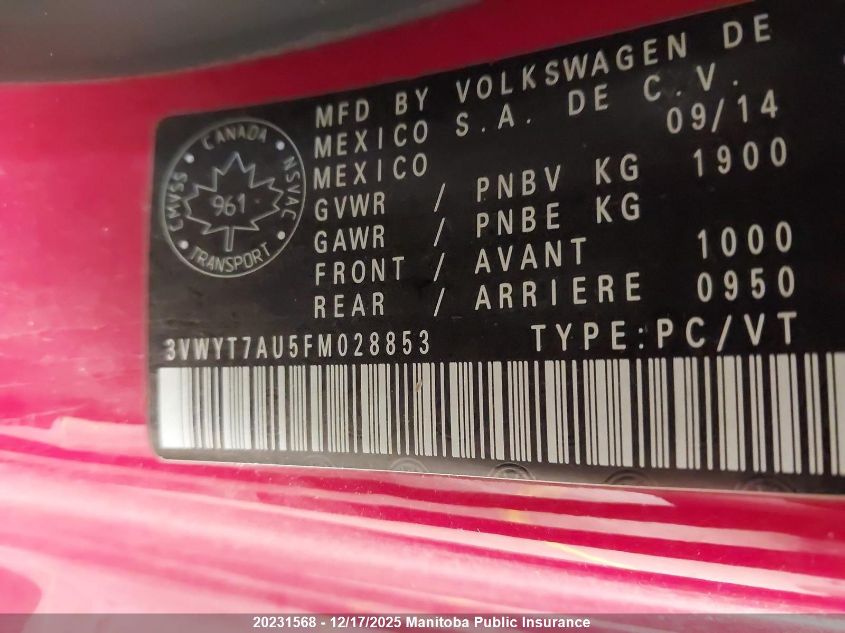 MFD BY VOLKSWAGEN DE
MEXICO S.A. DE C.V.
MEXICO 09/14
GVWR / PNBV KG 1900
GAWR / PNBE KG
FRONT / AVANT 1000
REAR / ARRIERE 0950
3VWYT7AU5FM028853 TYPE:PC/VT
CANADA
CMVSS NSVAC
961
TRANSPORT
20231568 - 12/17/2025 Manitoba Public Insurance